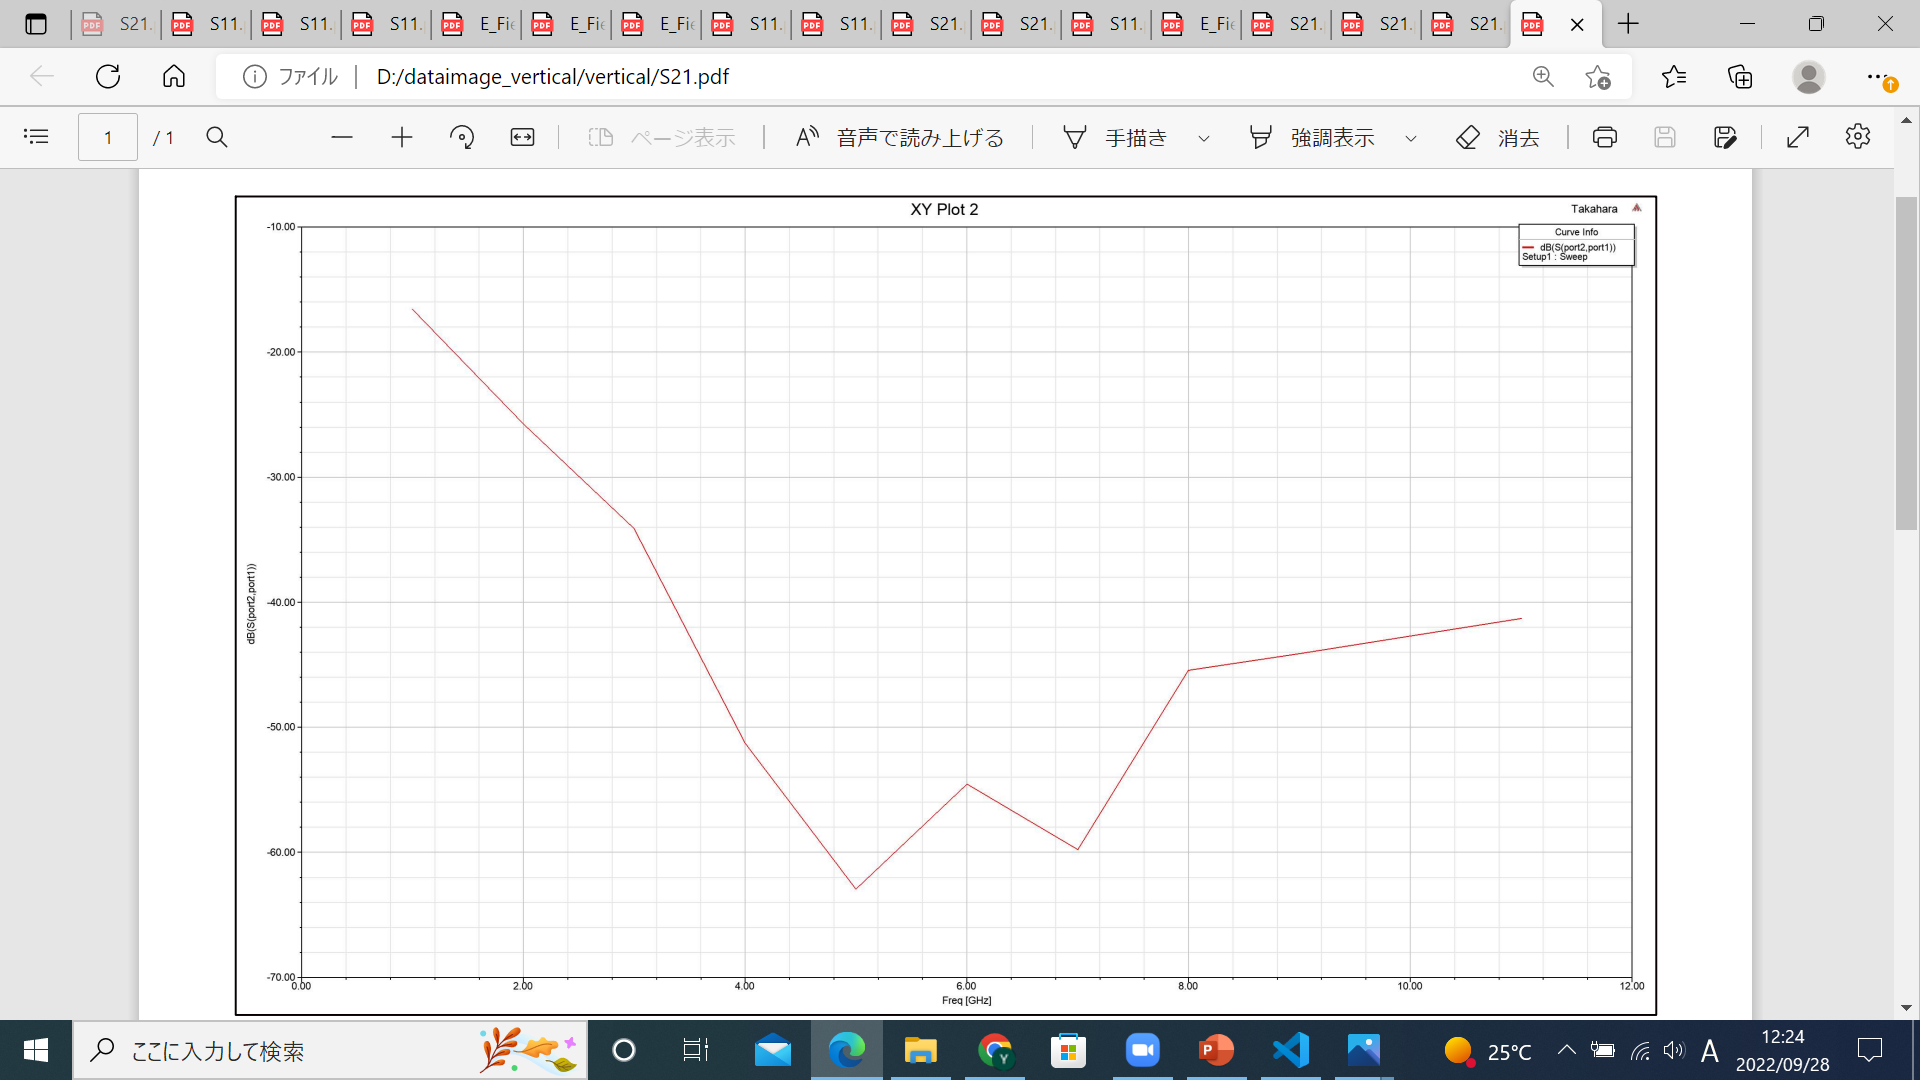 S21.
S11.
S11.
S11.
E_Fie
E_Fie
E_Fie
S11.
S11.
S21.
S21.
S11.
E_Fie
S21.
S21.
S21.
ファイル
D:/dataimage_vertical/vertical/S21.pdf
1
/ 1
ページ表示
音声で読み上げる
手描き
強調表示
消去
XY Plot 2
Takahara
Curve Info
dB(S(port2,port1))
Setup1 : Sweep
-10.00
-20.00
-30.00
-40.00
-50.00
-60.00
-70.00
dB(S(port2,port1))
0.00
2.00
4.00
6.00
8.00
10.00
12.00
Freq [GHz]
ここに入力して検索
25°C
A
12:24
2022/09/28